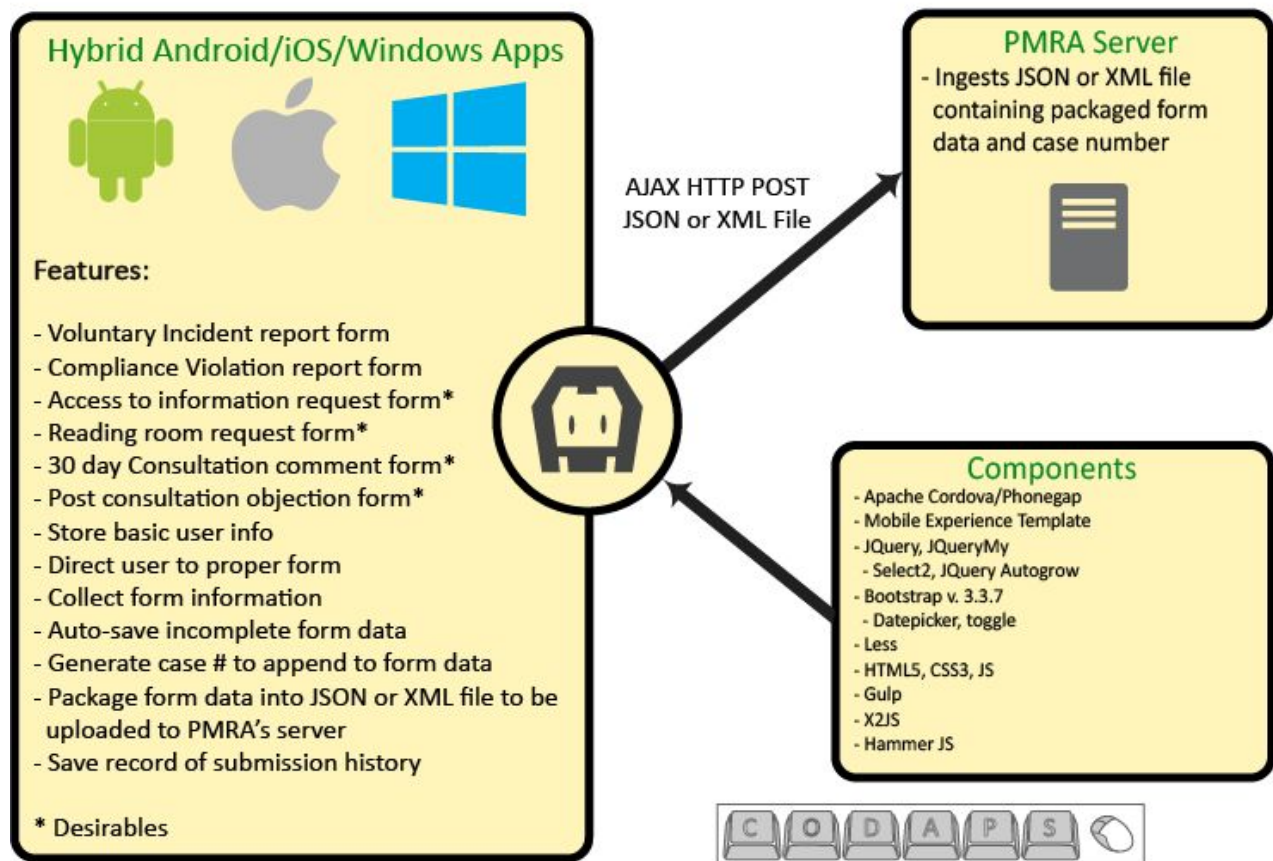 Hybrid Android/iOS/Windows Apps
Features:
- Voluntary Incident report form
- Compliance Violation report form
- Access to information request form*
- Reading room request form*
- 30 day Consultation comment form*
- Post consultation objection form*
- Store basic user info
- Direct user to proper form
- Collect form information
- Auto-save incomplete form data
- Generate case # to append to form data
- Package form data into JSON or XML file to be
uploaded to PMRA's server
- Save record of submission history
* Desirables
AJAX HTTP POST
JSON or XML File
PMRA Server
- Ingests JSON or XML file
containing packaged form
data and case number
Components
- Apache Cordova/Phonegap
- Mobile Experience Template
- JQuery, JQueryMy
- Select2, JQuery Autogrow
- Bootstrap v. 3.3.7
- Datepicker, toggle
- Less
- HTML5, CSS3, JS
- Gulp
- X2JS
- Hammer JS
CODAPS